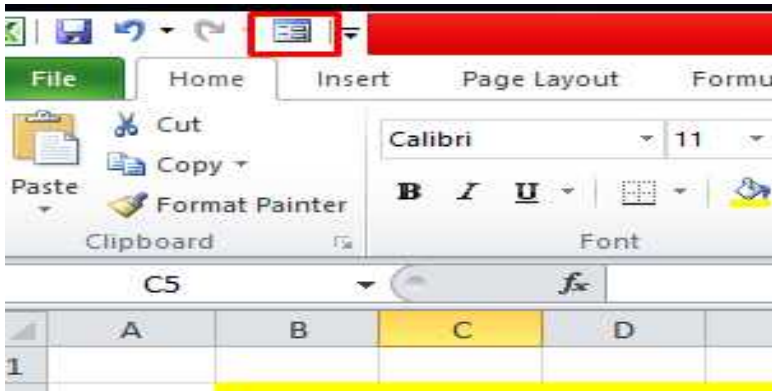 File Home Insert Page Layout Formu
Cut
Calibri 11
Copy
Paste
B I U
Format Painter
Clipboard Font
C5 fx
A B C D
1